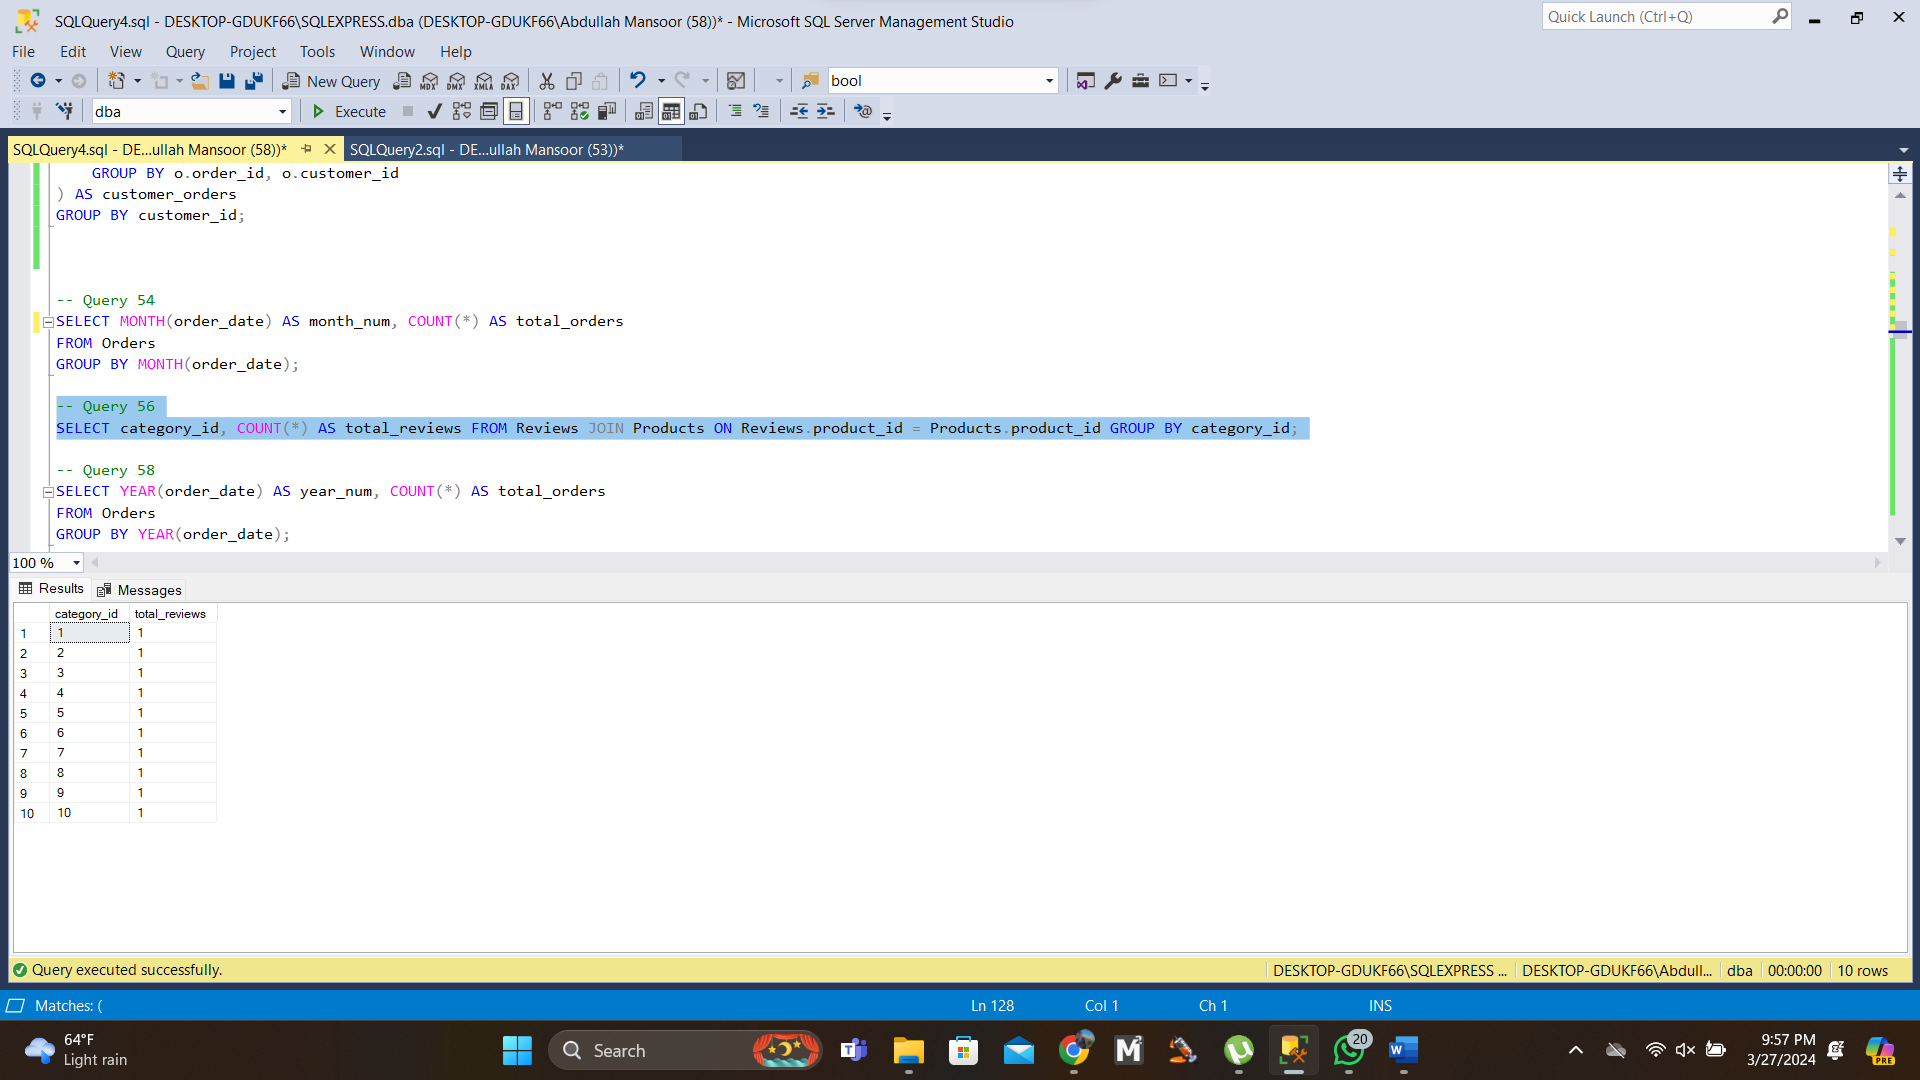 SQLQuery4.sql - DESKTOP-GDUKF66\SQLEXPRESS.dba (DESKTOP-GDUKF66\Abdullah Mansoor (58))* - Microsoft SQL Server Management Studio
Quick Launch (Ctrl+Q)
File Edit View Query Project Tools Window Help
New Query MDX DMX XMLA DAX bool
dba Execute
SQLQuery4.sql - DE...ullah Mansoor (58))* SQLQuery2.sql - DE...ullah Mansoor (53))*
GROUP BY o.order_id, o.customer_id
) AS customer_orders
GROUP BY customer_id;
-- Query 54
SELECT MONTH(order_date) AS month_num, COUNT(*) AS total_orders
FROM Orders
GROUP BY MONTH(order_date);
-- Query 56
SELECT category_id, COUNT(*) AS total_reviews FROM Reviews JOIN Products ON Reviews.product_id = Products.product_id GROUP BY category_id;
-- Query 58
SELECT YEAR(order_date) AS year_num, COUNT(*) AS total_orders
FROM Orders
GROUP BY YEAR(order_date);
100 %
Results Messages
category_id total_reviews
1 1 1
2 2 1
3 3 1
4 4 1
5 5 1
6 6 1
7 7 1
8 8 1
9 9 1
10 10 1
Query executed successfully. DESKTOP-GDUKF66\SQLEXPRESS ... DESKTOP-GDUKF66\Abdull... dba 00:00:00 10 rows
Matches: ( Ln 128 Col 1 Ch 1 INS
64°F
Light rain
Search
20
9:57 PM
3/27/2024
PRE